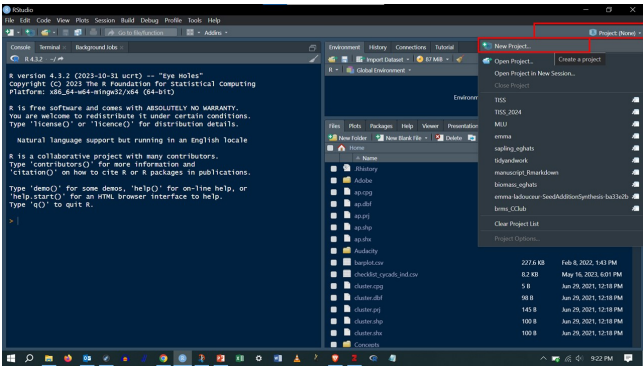 RStudio
File Edit Code View Plots Session Build Debug Profile Tools Help
Go to file/function Addins
Project: (None)
Console Terminal Background Jobs
R 4.3.2 · ~/
R version 4.3.2 (2023-10-31 ucrt) -- "Eye Holes"
Copyright (C) 2023 The R Foundation for Statistical Computing
Platform: x86_64-w64-mingw32/x64 (64-bit)
R is free software and comes with ABSOLUTELY NO WARRANTY.
You are welcome to redistribute it under certain conditions.
Type 'license()' or 'licence()' for distribution details.
Natural language support but running in an English locale
R is a collaborative project with many contributors.
Type 'contributors()' for more information and
'citation()' on how to cite R or R packages in publications.
Type 'demo()' for some demos, 'help()' for on-line help, or
'help.start()' for an HTML browser interface to help.
Type 'q()' to quit R.
>
Environment History Connections Tutorial
Import Dataset 87 MiB
R Global Environment
Environm
Files Plots Packages Help Viewer Presentation
New Folder New Blank File Delete
Home
Name
.Rhistory
Adobe
ap.cpg
ap.dbf
ap.prj
ap.shp
ap.shx
Audacity
barplot.csv 227.6 KB Feb 8, 2022, 1:43 PM
checklist_cycads_ind.csv 8.2 KB May 16, 2023, 6:01 PM
cluster.cpg 5 B Jun 29, 2021, 12:18 PM
cluster.dbf 98 B Jun 29, 2021, 12:18 PM
cluster.prj 145 B Jun 29, 2021, 12:18 PM
cluster.shp 100 B Jun 29, 2021, 12:18 PM
cluster.shx 100 B Jun 29, 2021, 12:18 PM
Concepts
New Project...
Create a project
Open Project...
Open Project in New Session...
Close Project
TISS
TISS_2024
MLU
emma
sapling_eghats
tidyandwork
manuscript_Rmarkdown
biomass_eghats
emma-ladouceur-SeedAdditionSynthesis-ba33e2b
brms_CClub
Clear Project List
Project Options...
9:22 PM